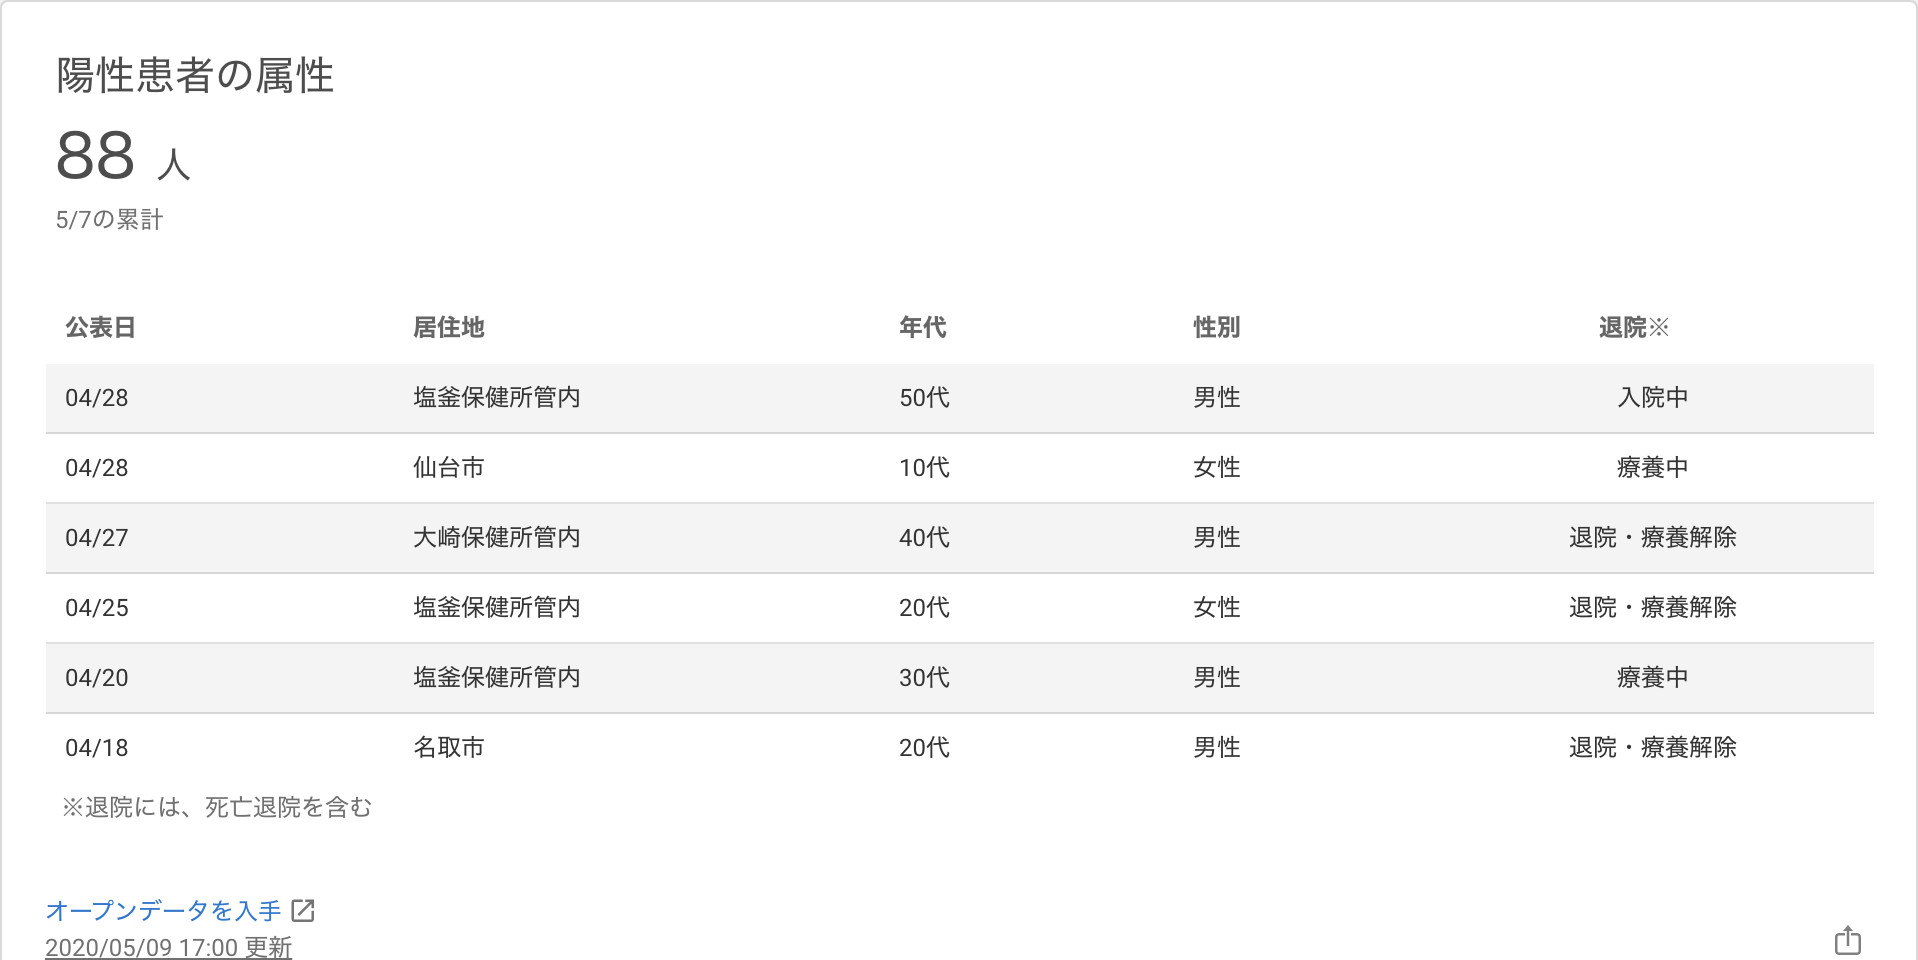 陽性患者の属性
88 人
5/7の累計
公表日 居住地 年代 性別 退院※
04/28 塩釜保健所管内 50代 男性 入院中
04/28 仙台市 10代 女性 療養中
04/27 大崎保健所管内 40代 男性 退院・療養解除
04/25 塩釜保健所管内 20代 女性 退院・療養解除
04/20 塩釜保健所管内 30代 男性 療養中
04/18 名取市 20代 男性 退院・療養解除
※退院には、死亡退院を含む
オープンデータを入手
2020/05/09 17:00 更新